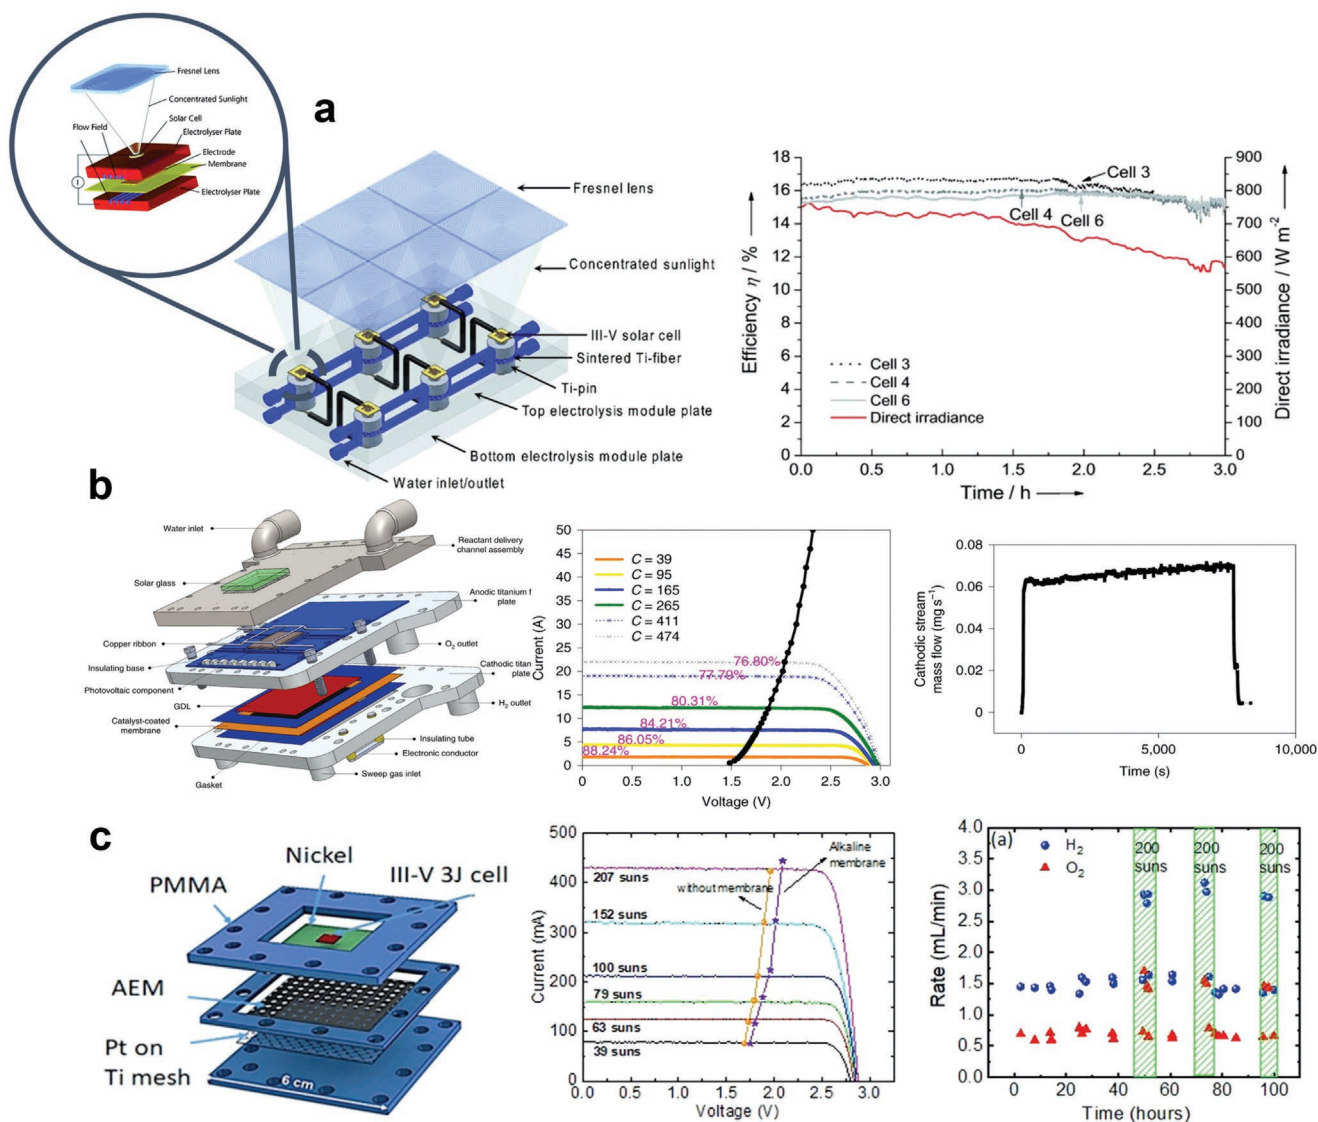 a
Fresnel Lens
Concentrated Sunlight
Solar Cell
Flow Field
Electrolyser Plate
Electrode
Membrane
Electrolyser Plate
I
Fresnel lens
Concentrated sunlight
III-V solar cell
Sintered Ti-fiber
Ti-pin
Top electrolysis module plate
Bottom electrolysis module plate
Water inlet/outlet
18
16
14
12
10
8
6
4
2
0
Efficiency η / %
900
800
700
600
500
400
300
200
100
0
Direct irradiance / W m⁻²
Cell 3
Cell 4
Cell 6
Cell 3
Cell 4
Cell 6
Direct irradiance
0.0 0.5 1.0 1.5 2.0 2.5 3.0
Time / h
b
Water inlet
Reactant delivery
channel assembly
Solar glass
Anodic titanium f
plate
Copper ribbon
O₂ outlet
Insulating base
Cathodic titan
plate
Photovoltaic component
GDL
H₂ outlet
Catalyst-coated
membrane
Insulating tube
Electronic conductor
Gasket
Sweep gas inlet
50
45
40
35
30
25
20
15
10
5
0
Current (A)
C = 39
C = 95
C = 165
C = 265
C = 411
C = 474
76.80%
77.79%
80.31%
84.21%
86.05%
88.24%
0 0.5 1.0 1.5 2.0 2.5 3.0
Voltage (V)
0.08
0.06
0.04
0.02
0
Cathodic stream
mass flow (mg s⁻¹)
0 5,000 10,000
Time (s)
c
Nickel
PMMA
III-V 3J cell
AEM
Pt on
Ti mesh
6 cm
500
400
300
200
100
0
Current (mA)
Alkaline
membrane
without membrane
207 suns
152 suns
100 suns
79 suns
63 suns
39 suns
0.0 0.5 1.0 1.5 2.0 2.5 3.0
Voltage (V)
(a)
H₂
O₂
200
suns
200
suns
200
suns
4.0
3.5
3.0
2.5
2.0
1.5
1.0
0.5
0.0
Rate (mL/min)
0 20 40 60 80 100
Time (hours)